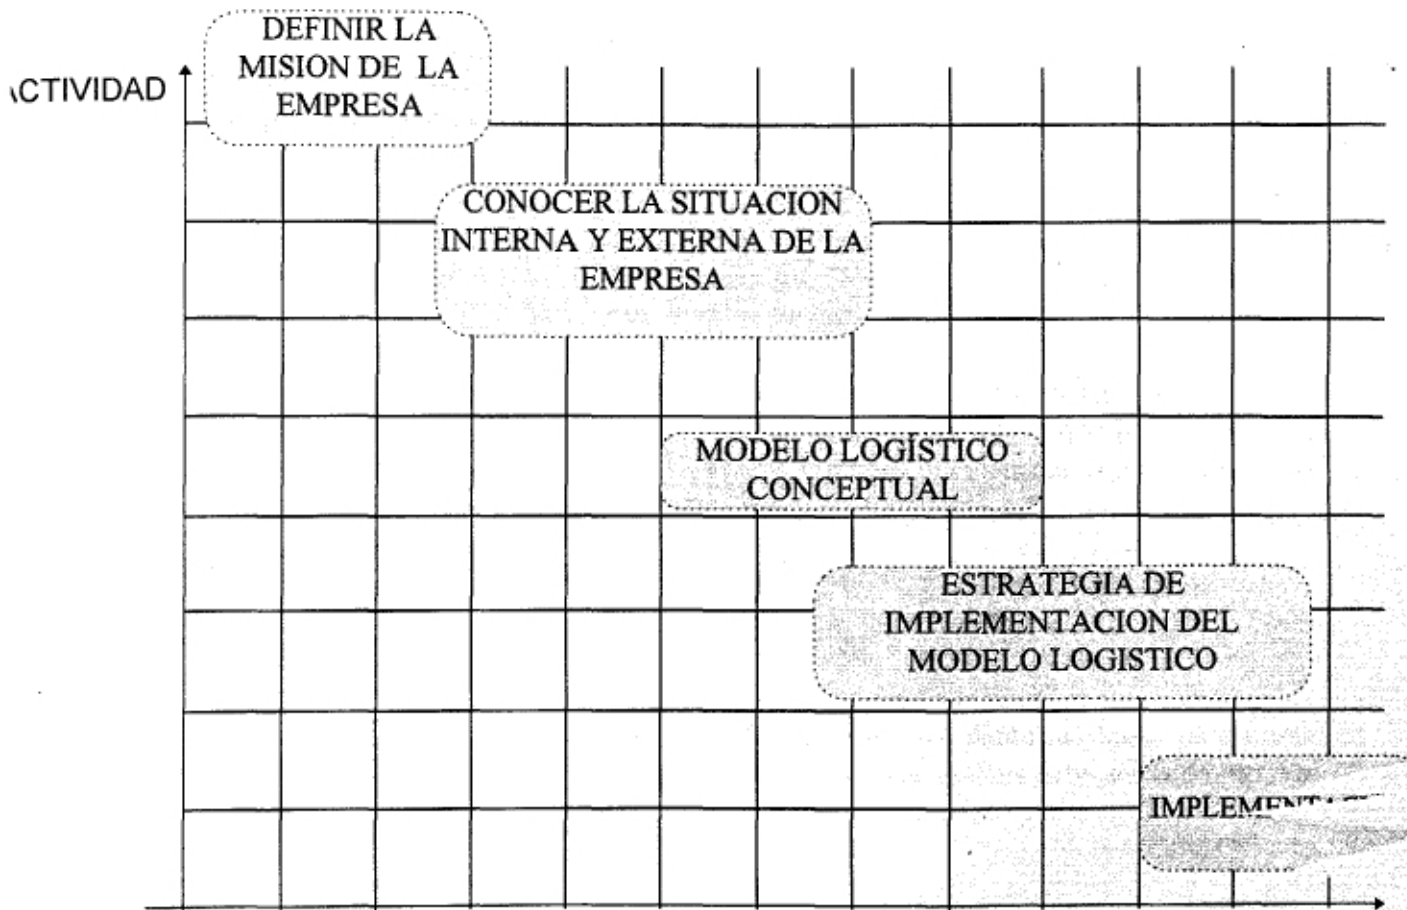 DEFINIR LA
MISION DE LA
EMPRESA
CTIVIDAD
CONOCER LA SITUACION
INTERNA Y EXTERNA DE LA
EMPRESA
MODELO LOGÍSTICO
CONCEPTUAL
ESTRATEGIA DE
IMPLEMENTACION DEL
MODELO LOGISTICO